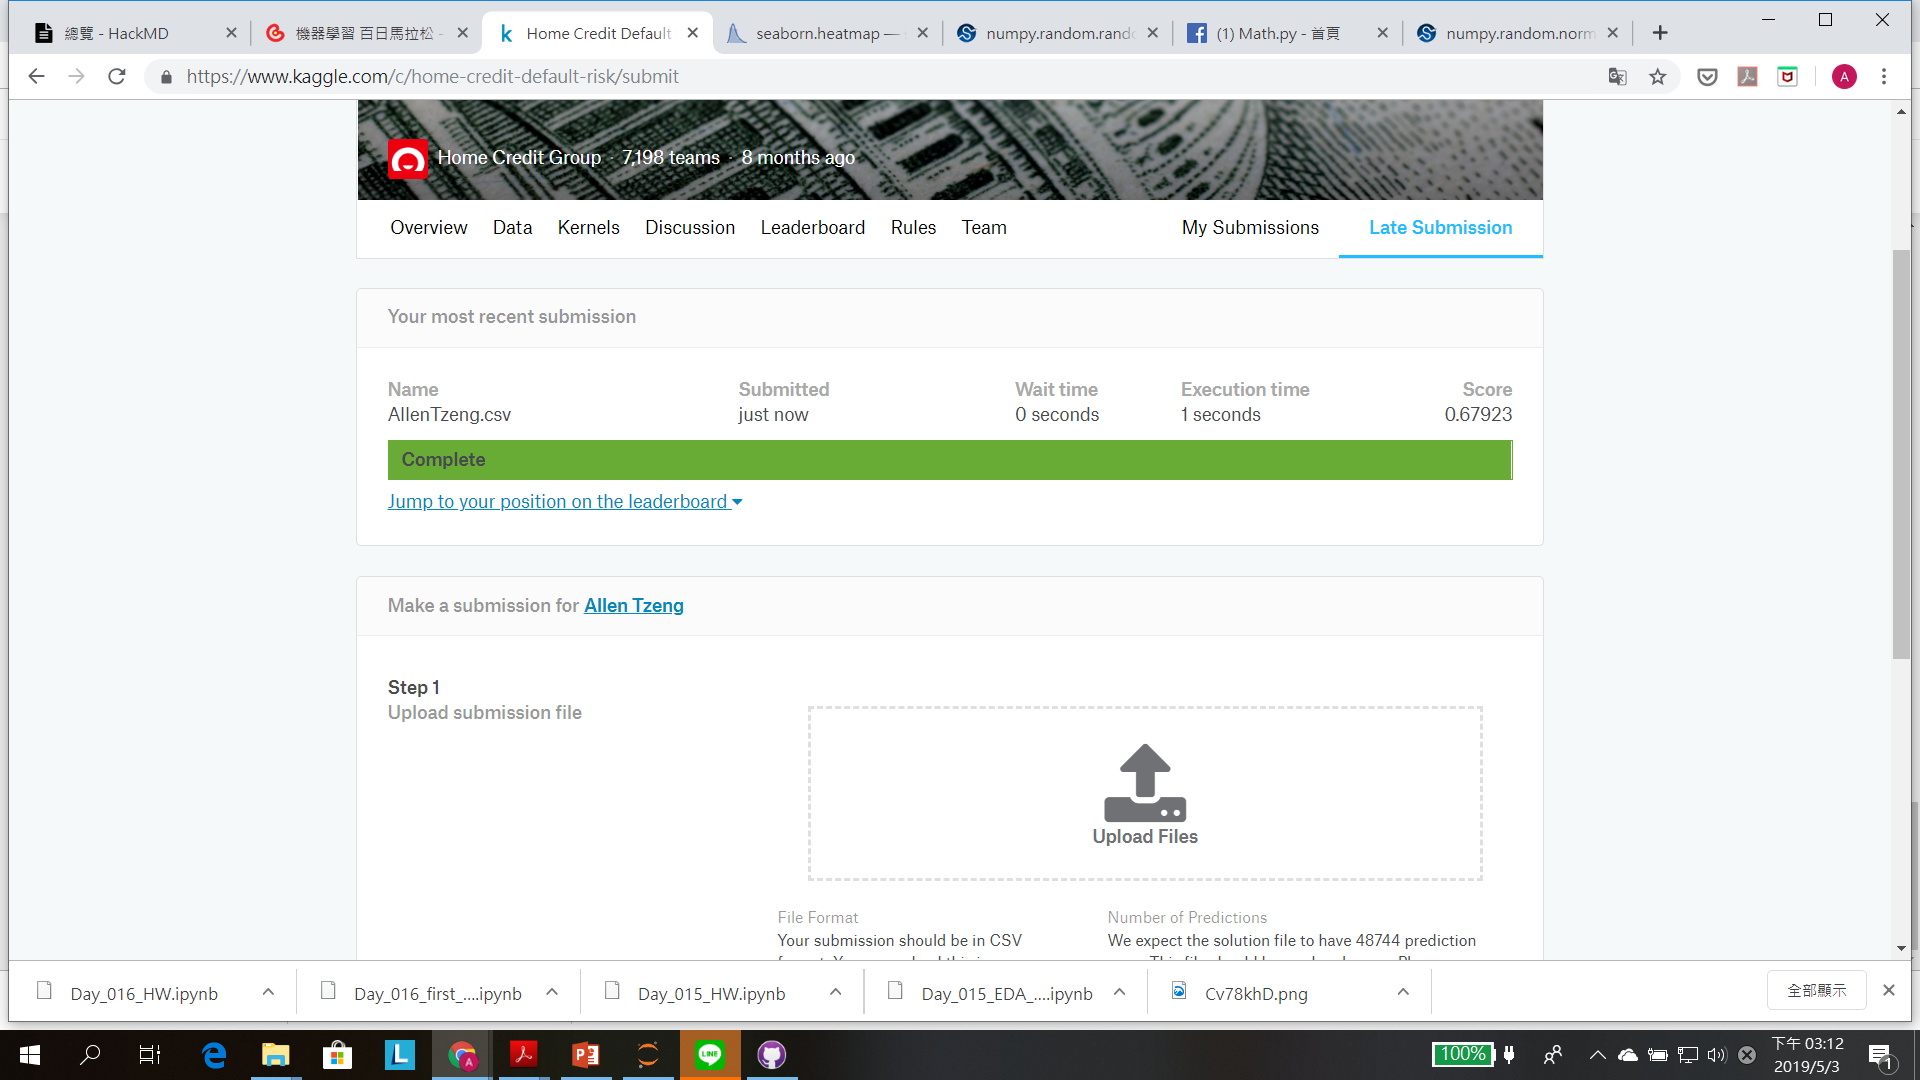 總覽 - HackMD
機器學習 百日馬拉松 -
Home Credit Default
seaborn.heatmap —
numpy.random.rand
(1) Math.py - 首頁
numpy.random.norm
https://www.kaggle.com/c/home-credit-default-risk/submit
A
Home Credit Group · 7,198 teams · 8 months ago
Overview Data Kernels Discussion Leaderboard Rules Team My Submissions Late Submission
Your most recent submission
Name Submitted Wait time Execution time Score
AllenTzeng.csv just now 0 seconds 1 seconds 0.67923
Complete
Jump to your position on the leaderboard
Make a submission for Allen Tzeng
Step 1
Upload submission file
Upload Files
File Format
Your submission should be in CSV
Number of Predictions
We expect the solution file to have 48744 prediction
Day_016_HW.ipynb
Day_016_first_....ipynb
Day_015_HW.ipynb
Day_015_EDA_....ipynb
Cv78khD.png
全部顯示
LINE
100%
下午 03:12
2019/5/3
1